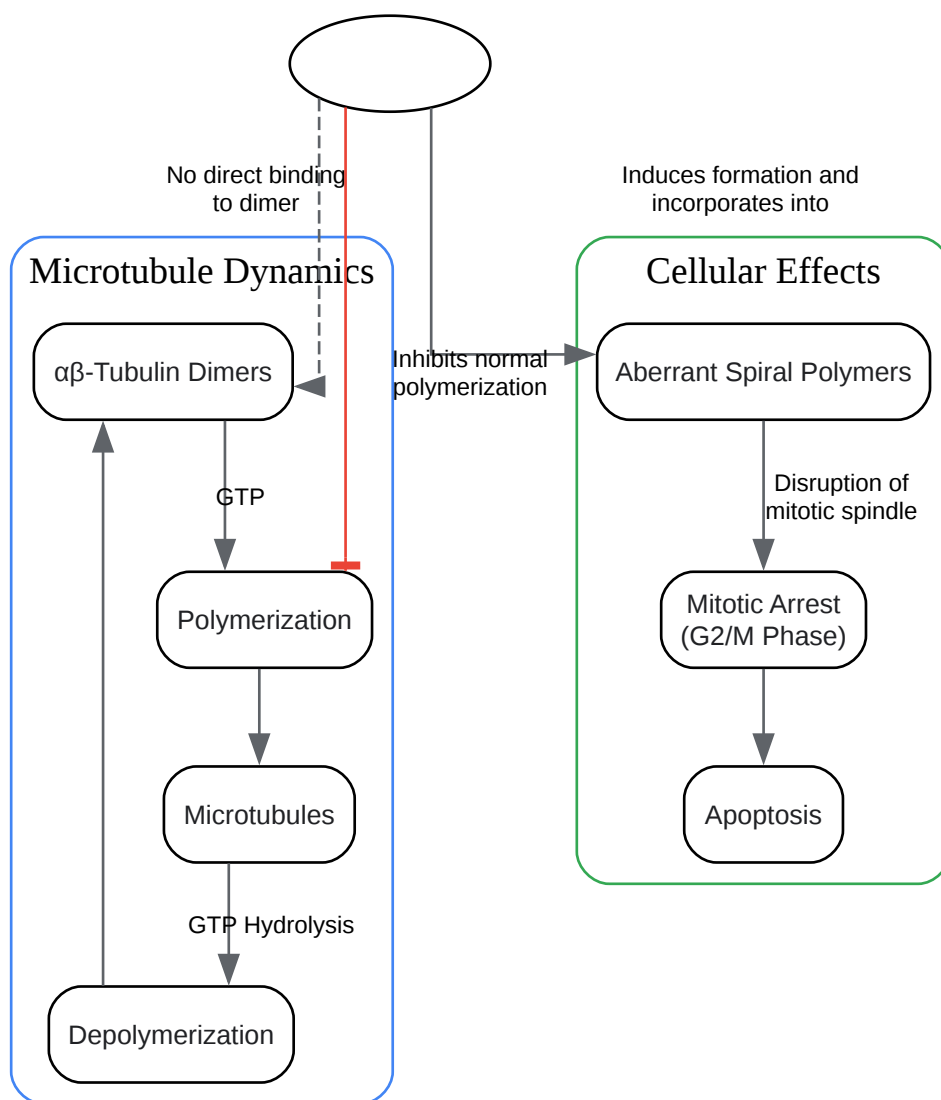 No direct binding
to dimer
Induces formation and
incorporates into
Microtubule Dynamics
Cellular Effects
αβ-Tubulin Dimers
Inhibits normal
polymerization
Aberrant Spiral Polymers
GTP
Disruption of
mitotic spindle
Polymerization
Mitotic Arrest
(G2/M Phase)
Microtubules
Apoptosis
GTP Hydrolysis
Depolymerization